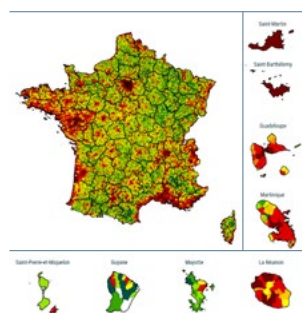 Saint-Martin
Saint-Barthélemy
Guadeloupe
Martinique
Saint-Pierre-et-Miquelon
Guyane
Mayotte
La Réunion